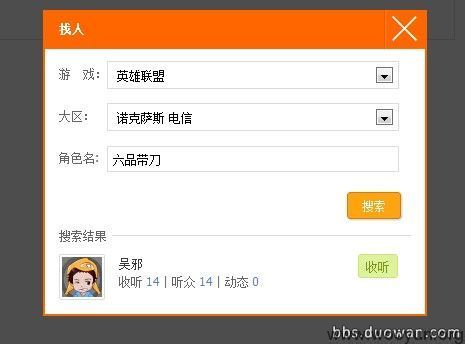 找人
游 戏: 英雄联盟
大区: 诺克萨斯 电信
角色名: 六品带刀
搜索
搜索结果
吴邪
收听 14 | 听众 14 | 动态 0
收听
bbs.duowan.com